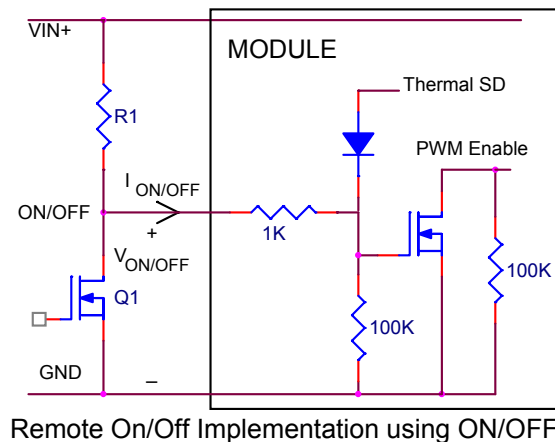 VIN+
MODULE
Thermal SD
R1
PWM Enable
I ON/OFF
ON/OFF
+
1K
V ON/OFF
Q1
100K
100K
GND
–
Remote On/Off Implementation using ON/OFF